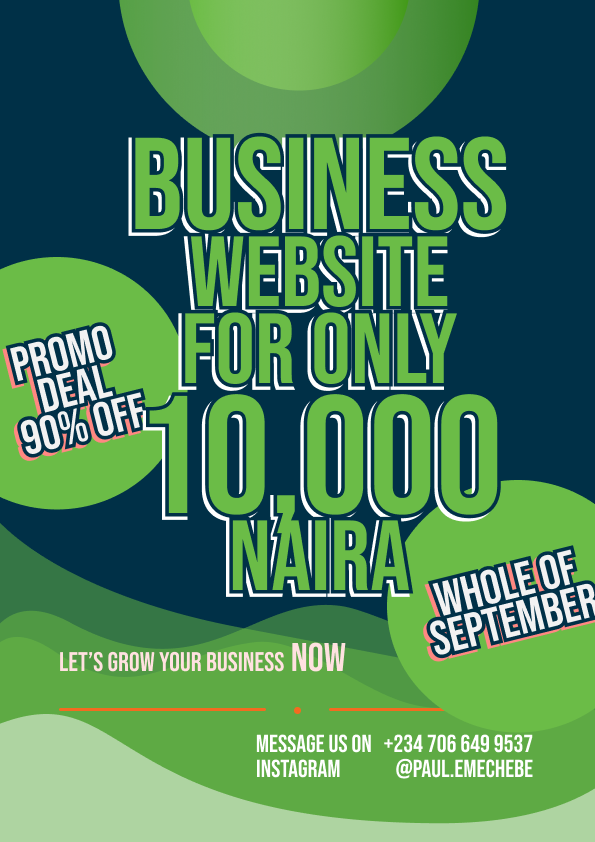 BUSINESS
WEBSITE
FOR ONLY
10,000
NAIRA
PROMO
DEAL
90% OFF
WHOLE OF
SEPTEMBER
LET'S GROW YOUR BUSINESS NOW
MESSAGE US ON +234 706 649 9537
INSTAGRAM @PAUL.EMECHEBE